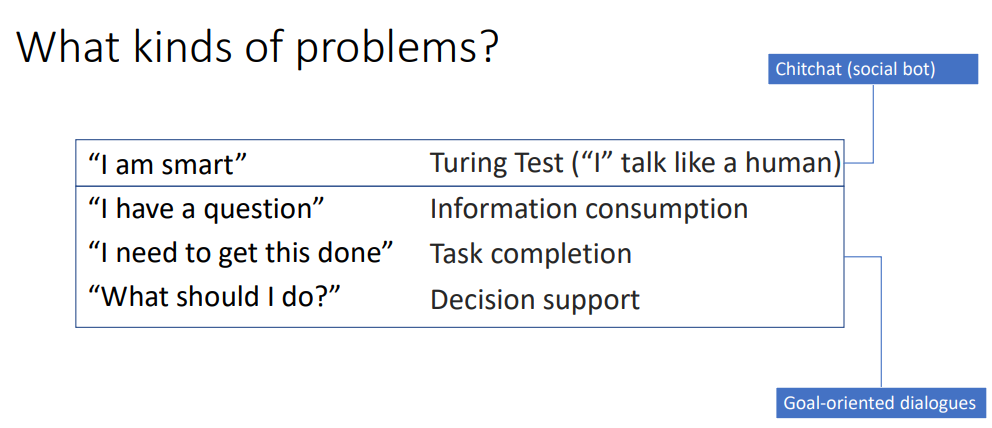 What kinds of problems?
Chitchat (social bot)
“I am smart” Turing Test (“I” talk like a human)
“I have a question” Information consumption
“I need to get this done” Task completion
“What should I do?” Decision support
Goal-oriented dialogues